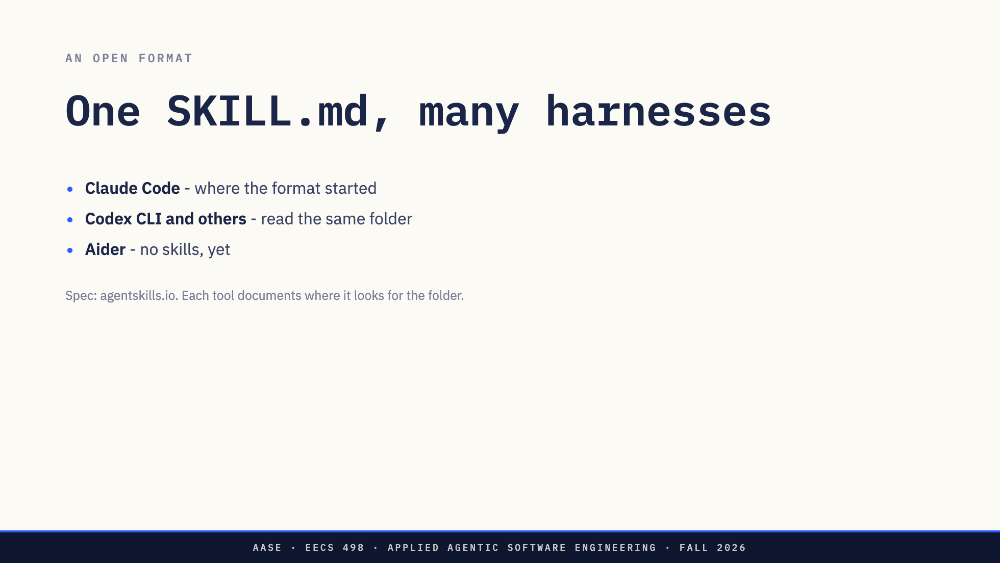 AN OPEN FORMAT
One SKILL.md, many harnesses
• Claude Code - where the format started
• Codex CLI and others - read the same folder
• Aider - no skills, yet
Spec: agentskills.io. Each tool documents where it looks for the folder.
AASE · EECS 498 · APPLIED AGENTIC SOFTWARE ENGINEERING · FALL 2026